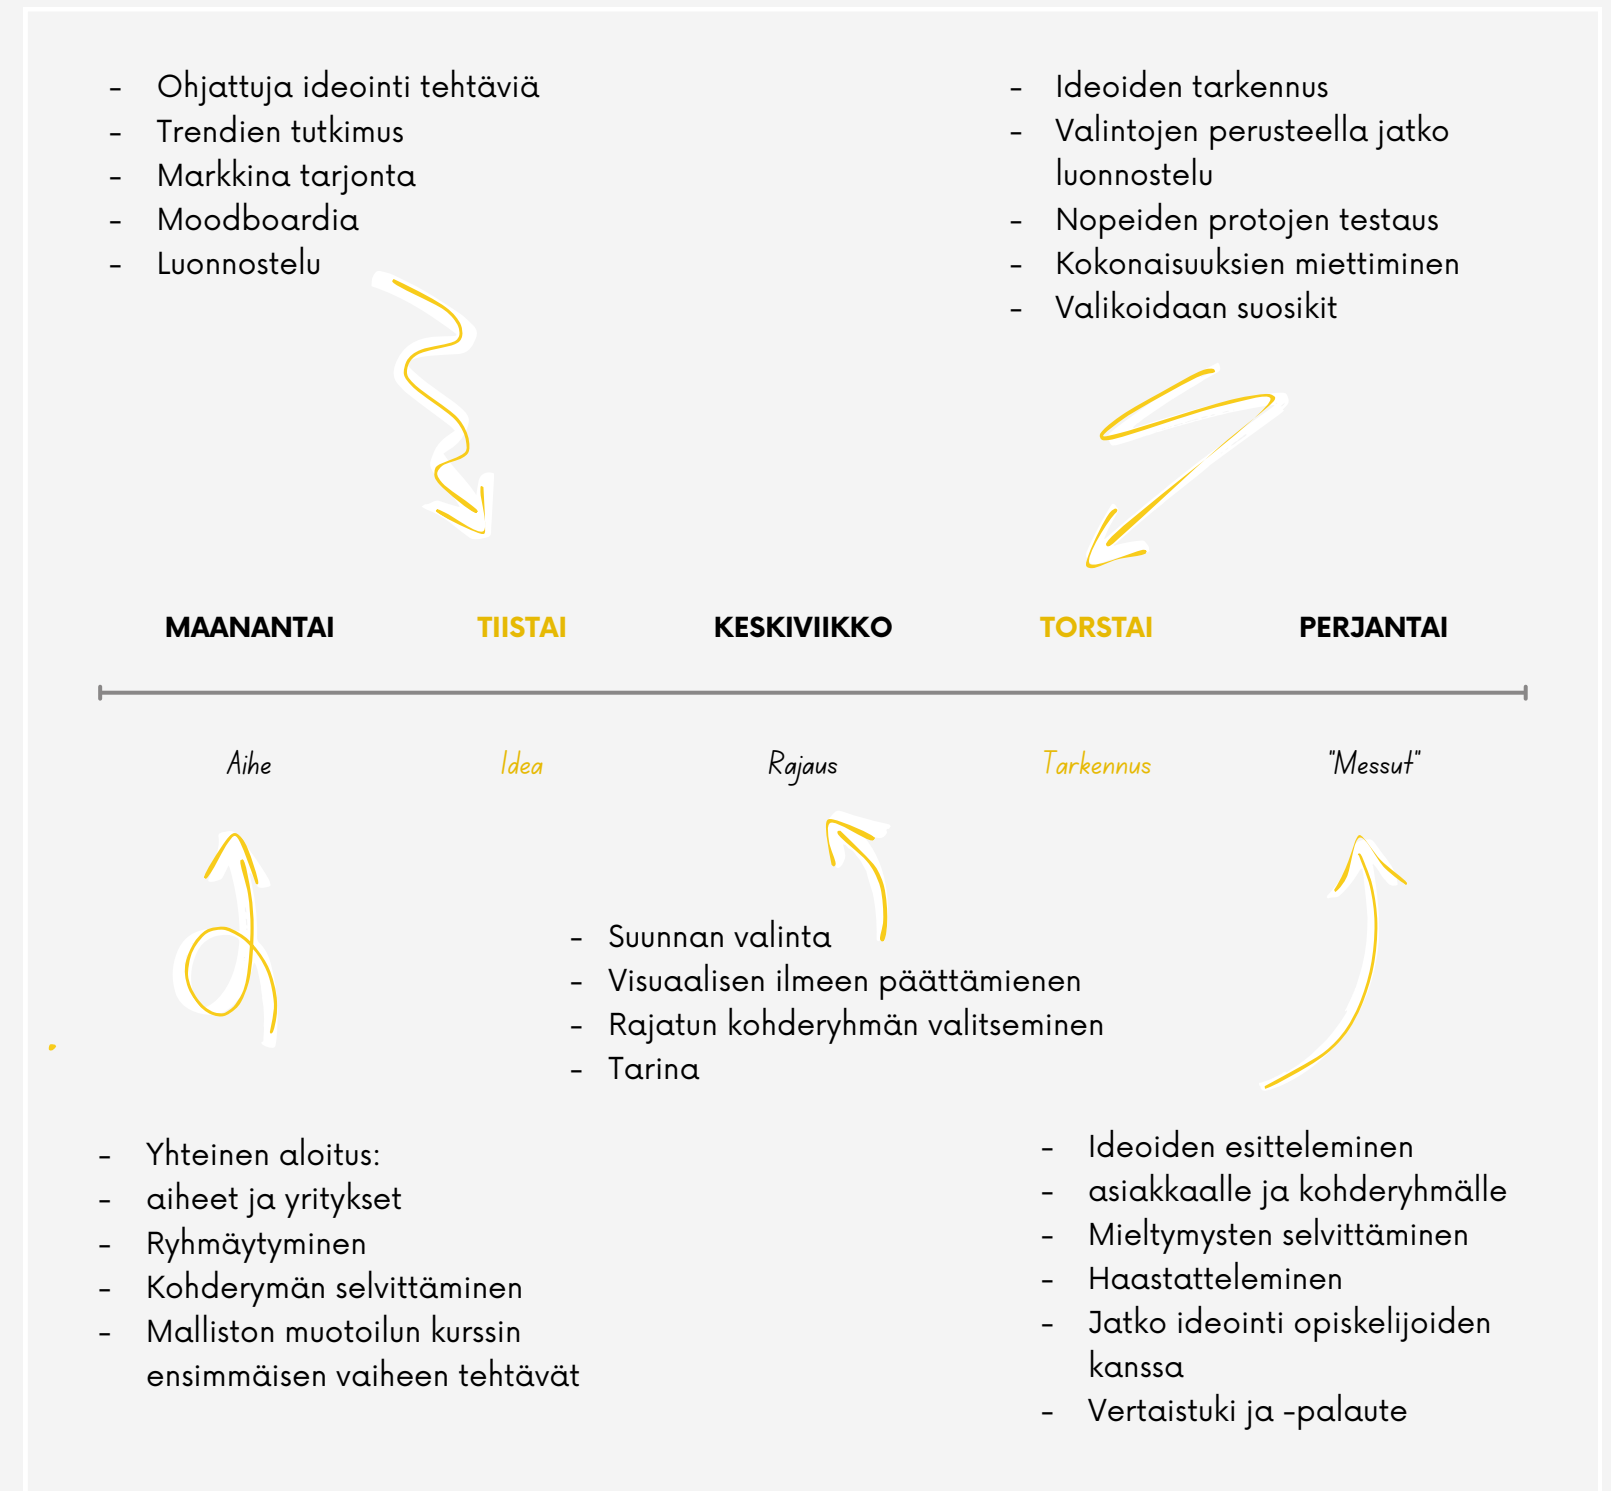 - Ohjattuja ideointi tehtäviä
- Trendien tutkimus
- Markkina tarjonta
- Moodboardia
- Luonnostelu
- Ideoiden tarkennus
- Valintojen perusteella jatko
luonnostelu
- Nopeiden protojen testaus
- Kokonaisuuksien miettiminen
- Valikoidaan suosikit
MAANANTAI TIISTAI KESKIVIIKKO TORSTAI PERJANTAI
Aihe Idea Rajaus Tarkennus "Messut"
- Suunnan valinta
- Visuaalisen ilmeen päättämienen
- Rajatun kohderyhmän valitseminen
- Tarina
- Yhteinen aloitus:
- aiheet ja yritykset
- Ryhmäytyminen
- Kohderymän selvittäminen
- Malliston muotoilun kurssin
ensimmäisen vaiheen tehtävät
- Ideoiden esitteleminen
- asiakkaalle ja kohderyhmälle
- Mieltymysten selvittäminen
- Haastatteleminen
- Jatko ideointi opiskelijoiden
kanssa
- Vertaistuki ja -palaute